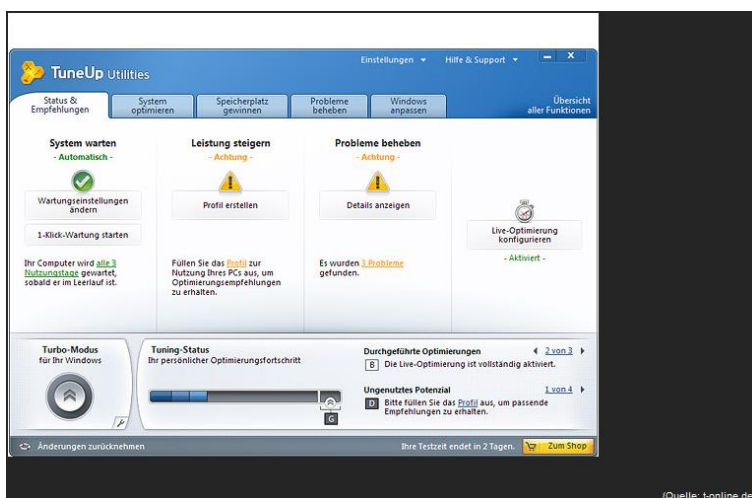 Einstellungen
Hilfe & Support
TuneUp Utilities
Status &
Empfehlungen
System
optimieren
Speicherplatz
gewinnen
Probleme
beheben
Windows
anpassen
Übersicht
aller Funktionen
System warten
- Automatisch -
Wartungseinstellungen
ändern
1-Klick-Wartung starten
Ihr Computer wird alle 3
Nutzungstage gewartet,
sobald er im Leerlauf ist.
Leistung steigern
- Achtung -
Profil erstellen
Füllen Sie das Profil zur
Nutzung Ihres PCs aus, um
Optimierungsempfehlungen
zu erhalten.
Probleme beheben
- Achtung -
Details anzeigen
Es wurden 3 Probleme
gefunden.
Live-Optimierung
konfigurieren
- Aktiviert -
Turbo-Modus
für Ihr Windows
Tuning-Status
Ihr persönlicher Optimierungsfortschritt
G
Durchgeführte Optimierungen
2 von 3
B Die Live-Optimierung ist vollständig aktiviert.
Ungenutztes Potenzial
1 von 4
D Bitte füllen Sie das Profil aus, um passende
Empfehlungen zu erhalten.
Änderungen zurücknehmen
Ihre Testzeit endet in 2 Tagen.
Zum Shop
(Quelle: t-online.de